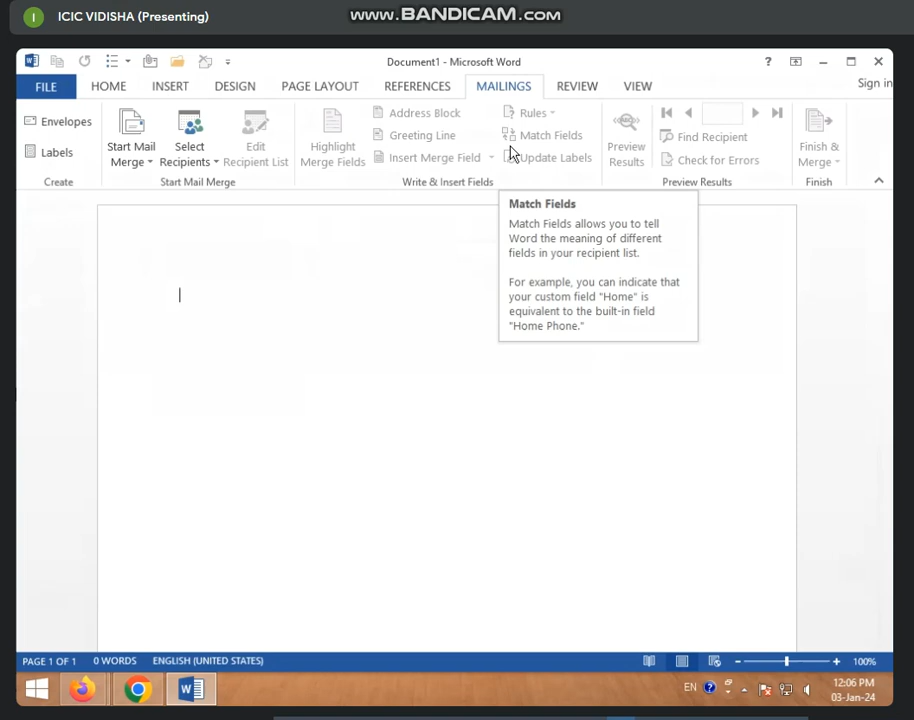 I ICIC VIDISHA (Presenting)
www.BANDICAM.com
Document1 - Microsoft Word
?
FILE HOME INSERT DESIGN PAGE LAYOUT REFERENCES MAILINGS REVIEW VIEW Sign in
Envelopes
Labels
Create
Start Mail
Merge
Select
Recipients
Edit
Recipient List
Start Mail Merge
Highlight
Merge Fields
Address Block
Greeting Line
Insert Merge Field
Rules
Match Fields
Update Labels
Write & Insert Fields
ABC
Preview
Results
Find Recipient
Check for Errors
Preview Results
Finish &
Merge
Finish
Match Fields
Match Fields allows you to tell
Word the meaning of different
fields in your recipient list.
For example, you can indicate that
your custom field "Home" is
equivalent to the built-in field
"Home Phone."
PAGE 1 OF 1 0 WORDS ENGLISH (UNITED STATES) 100%
EN ? 12:06 PM
03-Jan-24